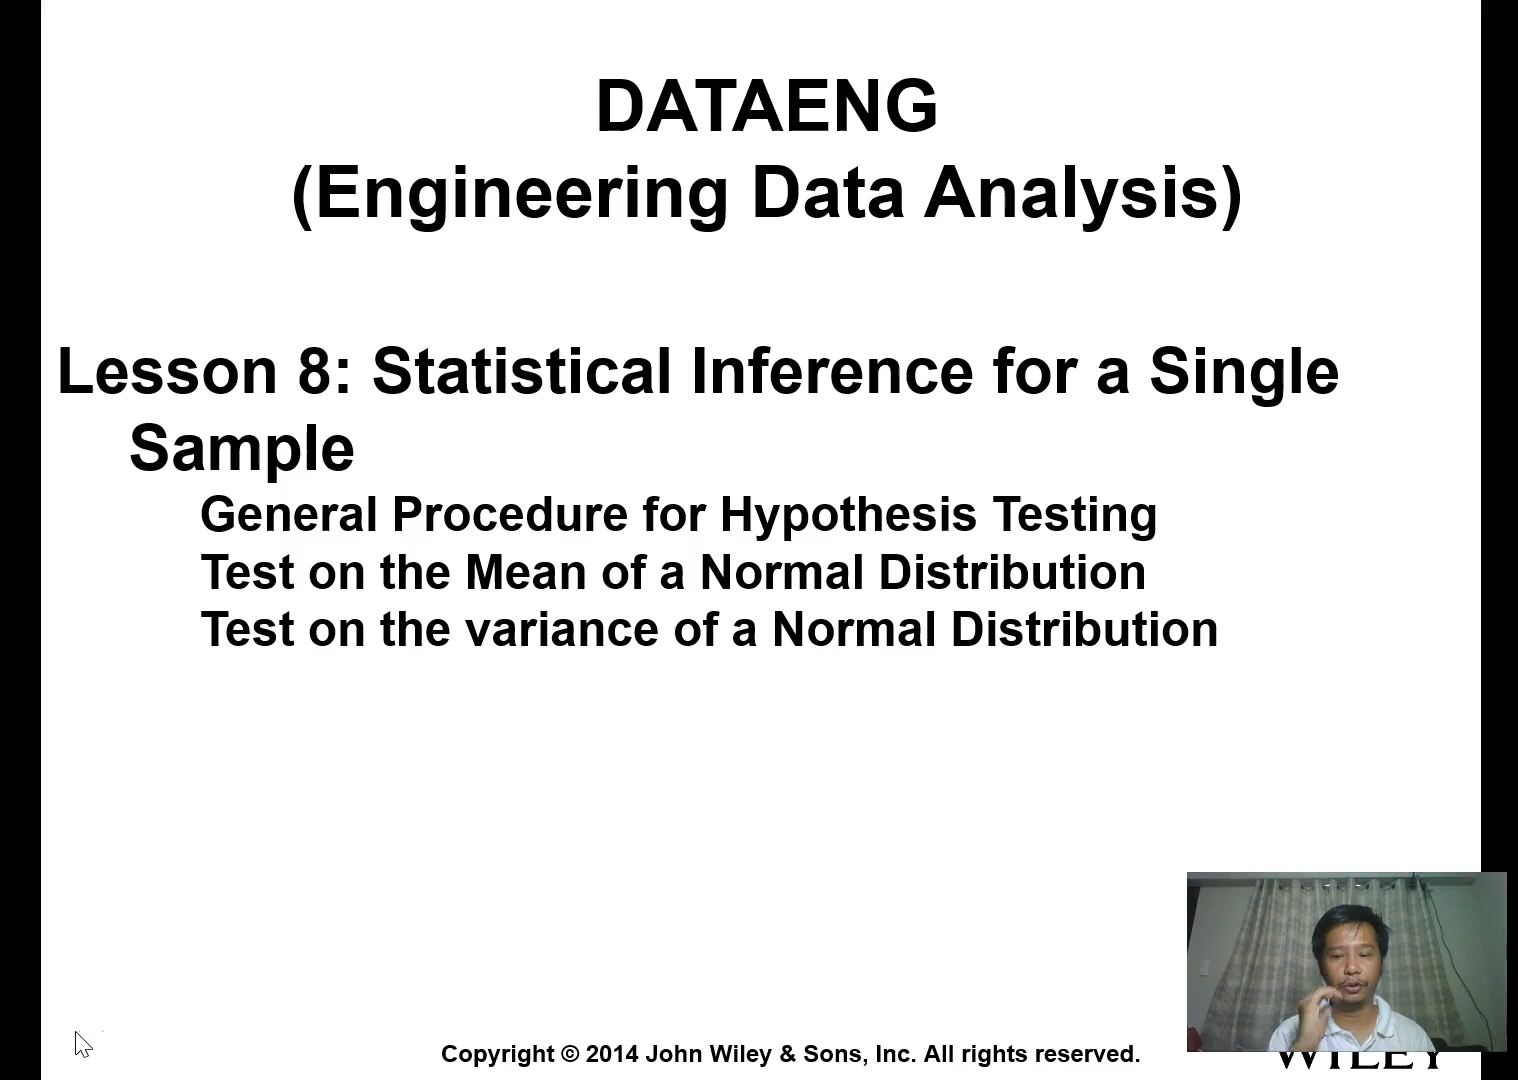 DATAENG
(Engineering Data Analysis)
Lesson 8: Statistical Inference for a Single
Sample
General Procedure for Hypothesis Testing
Test on the Mean of a Normal Distribution
Test on the variance of a Normal Distribution
Copyright © 2014 John Wiley & Sons, Inc. All rights reserved.
WILEY